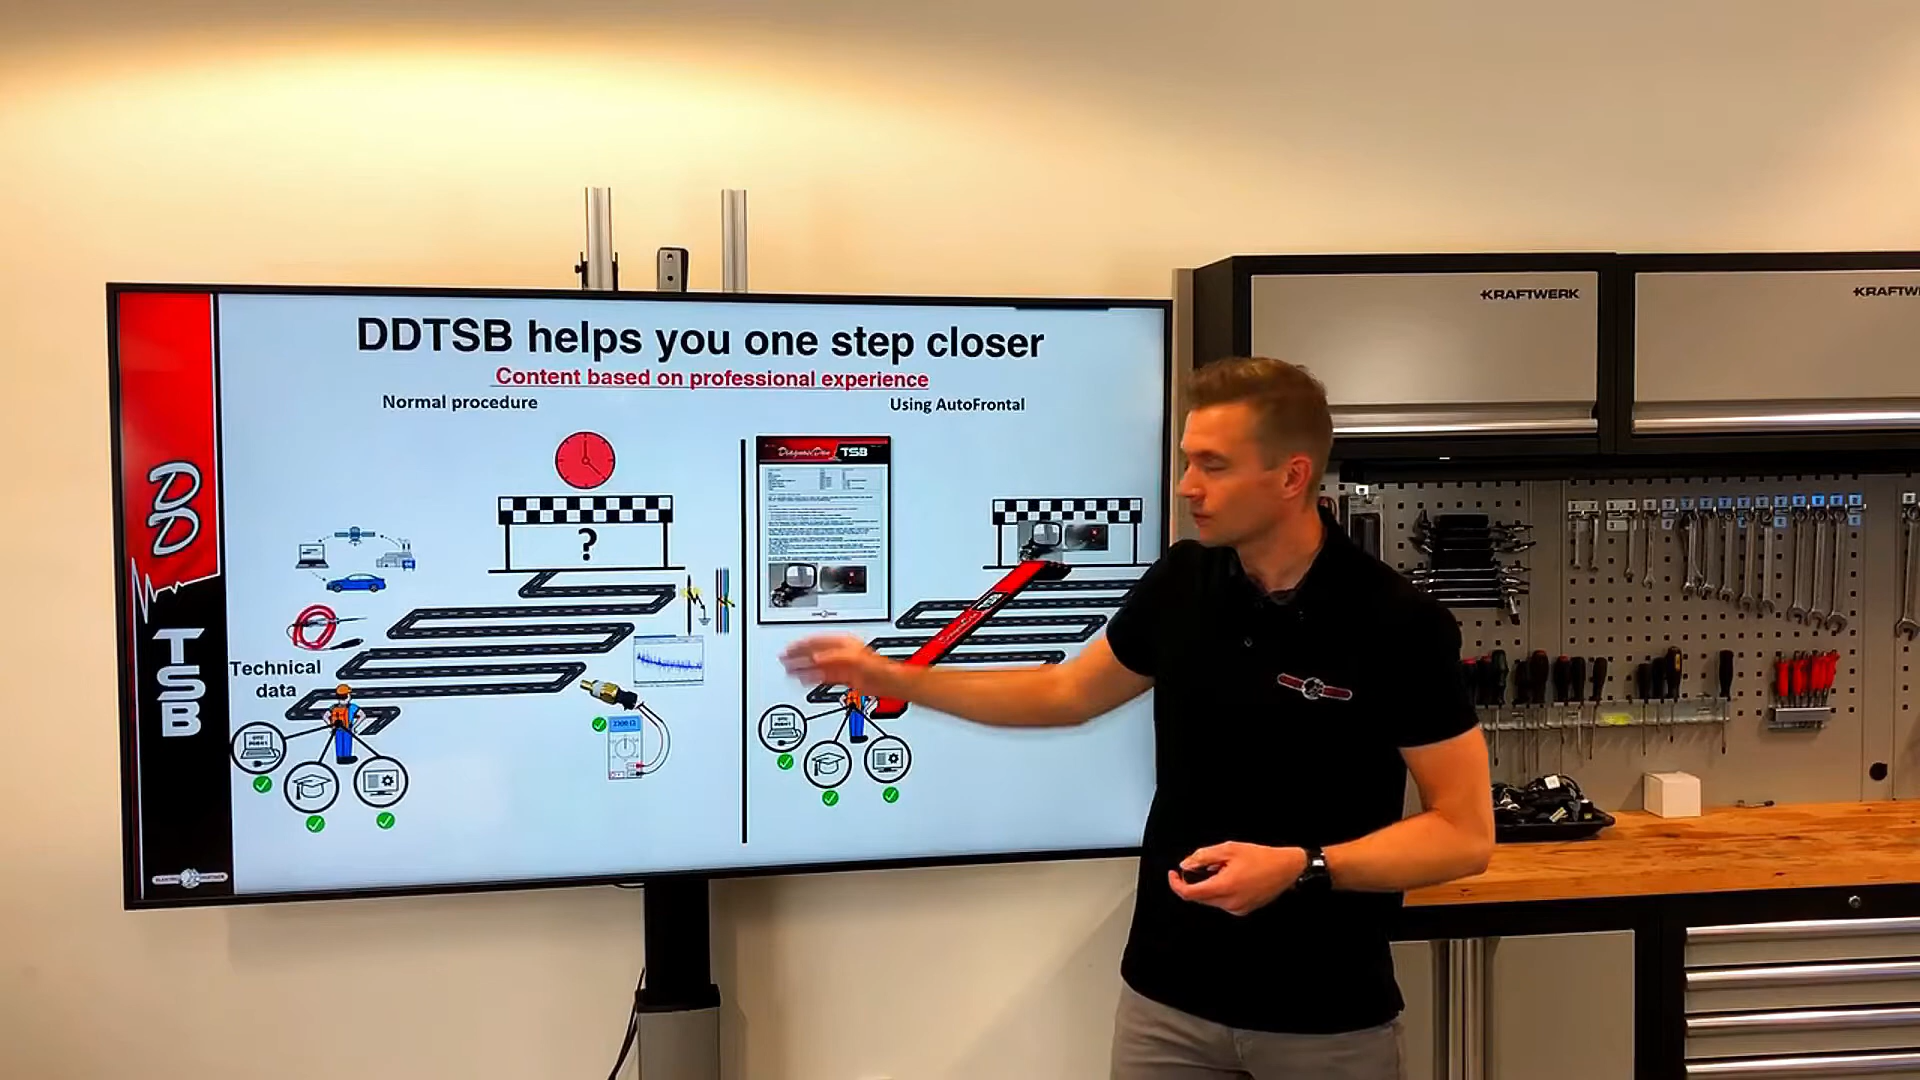 DDTSB helps you one step closer
Content based on professional experience
Normal procedure
Using AutoFrontal
DD
TSB
?
Technical
data
TSB
TSB
KRAFTWERK
KRAFTW